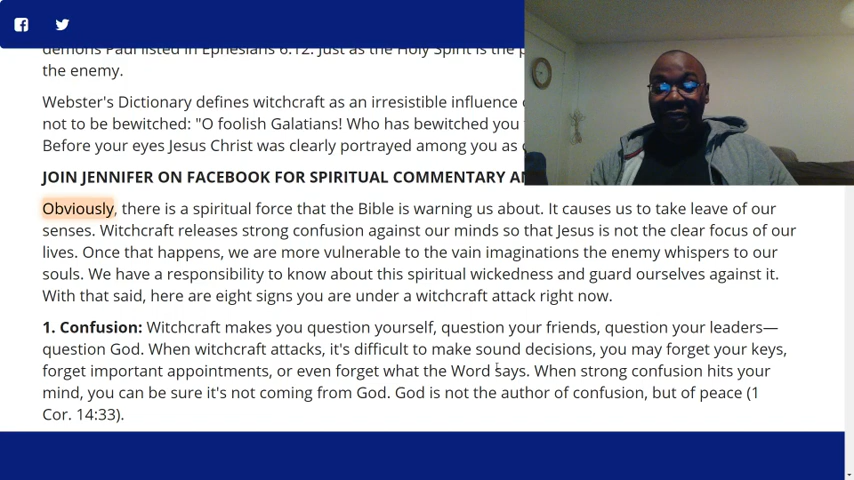 demons Paul listed in Ephesians 6:12. Just as the Holy Spirit is the
the enemy.
Webster's Dictionary defines witchcraft as an irresistible influence
not to be bewitched: "O foolish Galatians! Who has bewitched you
Before your eyes Jesus Christ was clearly portrayed among you as
JOIN JENNIFER ON FACEBOOK FOR SPIRITUAL COMMENTARY
Obviously, there is a spiritual force that the Bible is warning us about. It causes us to take leave of our
senses. Witchcraft releases strong confusion against our minds so that Jesus is not the clear focus of our
lives. Once that happens, we are more vulnerable to the vain imaginations the enemy whispers to our
souls. We have a responsibility to know about this spiritual wickedness and guard ourselves against it.
With that said, here are eight signs you are under a witchcraft attack right now.
1. Confusion: Witchcraft makes you question yourself, question your friends, question your leaders—
question God. When witchcraft attacks, it's difficult to make sound decisions, you may forget your keys,
forget important appointments, or even forget what the Word says. When strong confusion hits your
mind, you can be sure it's not coming from God. God is not the author of confusion, but of peace (1
Cor. 14:33).